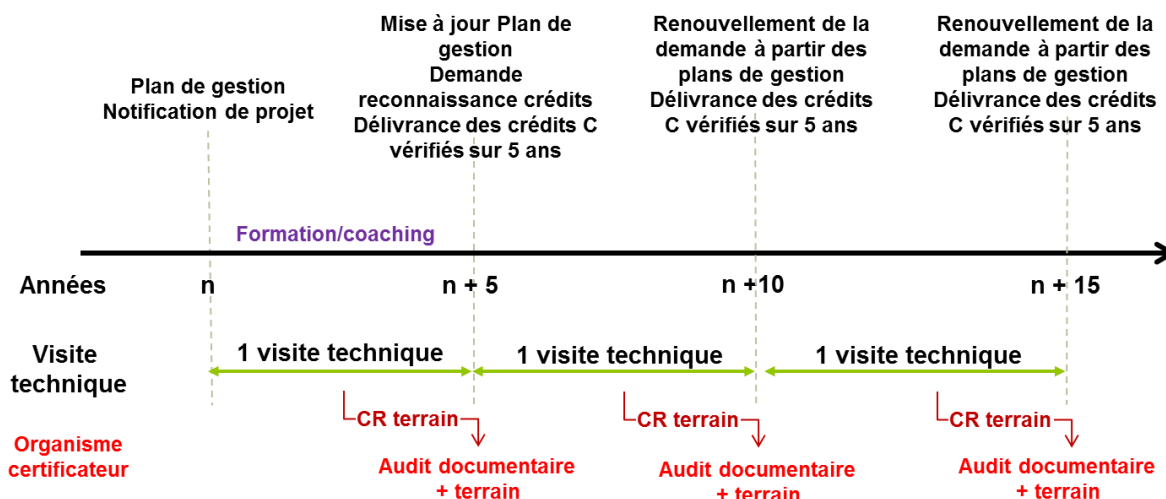 Plan de gestion
Notification de projet
Mise à jour Plan de
gestion
Demande
reconnaissance crédits
Délivrance des crédits C
vérifiés sur 5 ans
Renouvellement de la
demande à partir des
plans de gestion
Délivrance des crédits
C vérifiés sur 5 ans
Renouvellement de la
demande à partir des
plans de gestion
Délivrance des crédits
C vérifiés sur 5 ans
Formation/coaching
Années
n
n + 5
n +10
n + 15
Visite
technique
1 visite technique
1 visite technique
1 visite technique
CR terrain
CR terrain
CR terrain
Organisme
certificateur
Audit documentaire
+ terrain
Audit documentaire
+ terrain
Audit documentaire
+ terrain